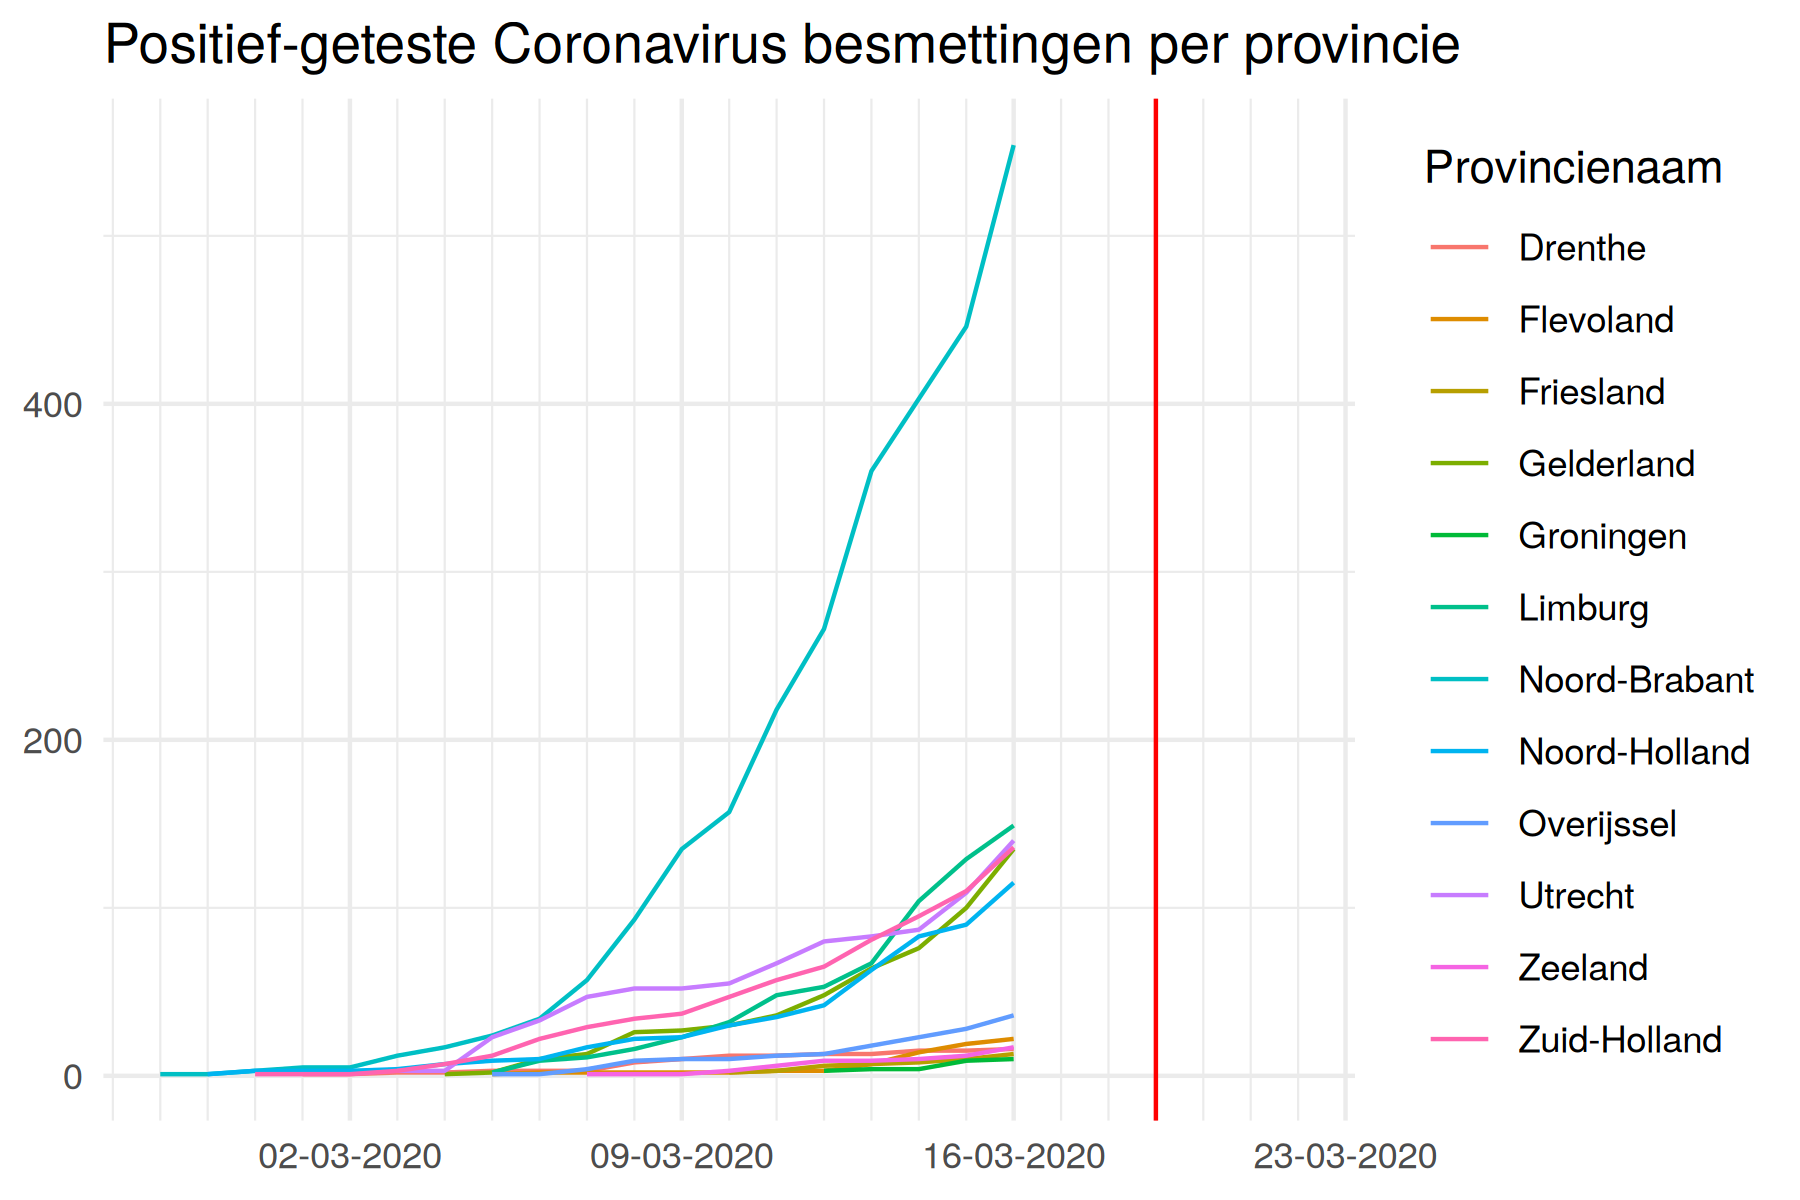 Positief-geteste Coronavirus besmettingen per provincie
Provincienaam
Drenthe
Flevoland
Friesland
Gelderland
Groningen
Limburg
Noord-Brabant
Noord-Holland
Overijssel
Utrecht
Zeeland
Zuid-Holland
400
200
0
02-03-2020 09-03-2020 16-03-2020 23-03-2020